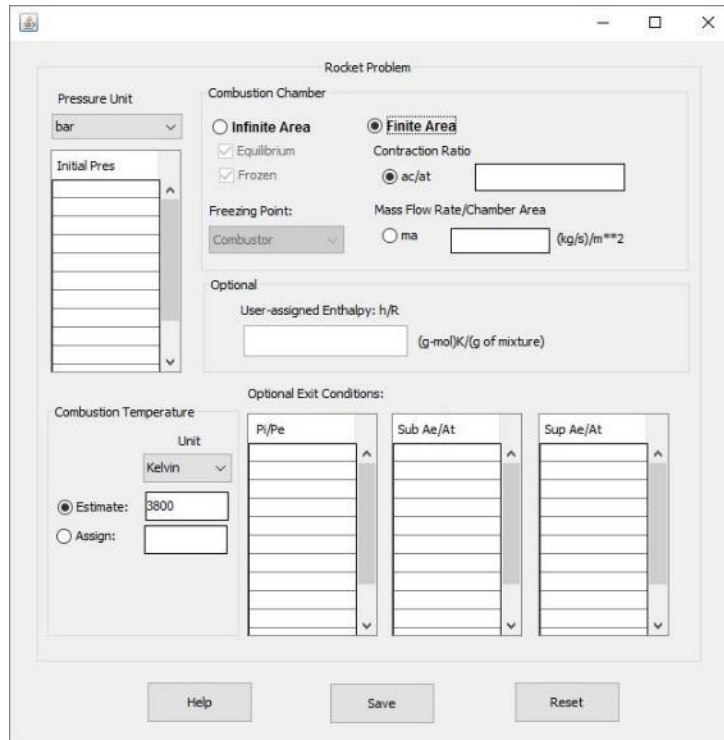 Rocket Problem
Pressure Unit
bar
Initial Pres
Combustion Chamber
Infinite Area
Finite Area
Equilibrium
Frozen
Contraction Ratio
ac/at
Freezing Point:
Combustor
Mass Flow Rate/Chamber Area
ma
(kg/s)/m**2
Optional
User-assigned Enthalpy: h/R
(g-mol)K/(g of mixture)
Combustion Temperature
Unit
Kelvin
Estimate: 3800
Assign:
Optional Exit Conditions:
Pi/Pe
Sub Ae/At
Sup Ae/At
Help
Save
Reset